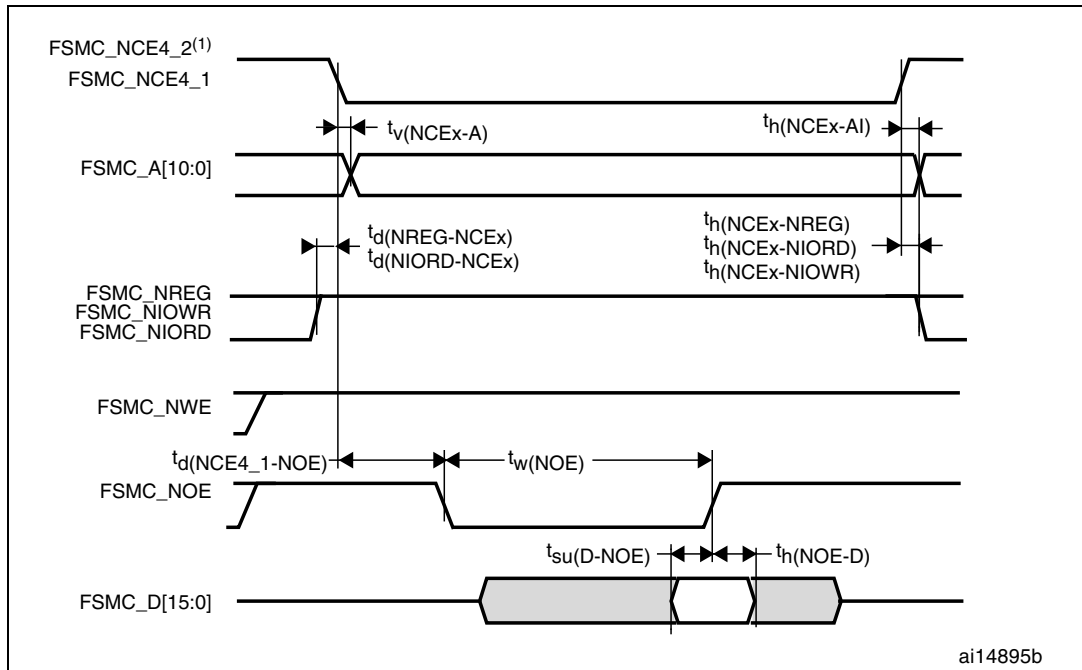 FSMC_NCE4_2(1)
FSMC_NCE4_1
tv(NCEx-A)
th(NCEx-AI)
FSMC_A[10:0]
td(NREG-NCEx)
td(NIORD-NCEx)
th(NCEx-NREG)
th(NCEx-NIORD)
th(NCEx-NIOWR)
FSMC_NREG
FSMC_NIOWR
FSMC_NIORD
FSMC_NWE
td(NCE4_1-NOE)
tw(NOE)
FSMC_NOE
tsu(D-NOE)
th(NOE-D)
FSMC_D[15:0]
ai14895b